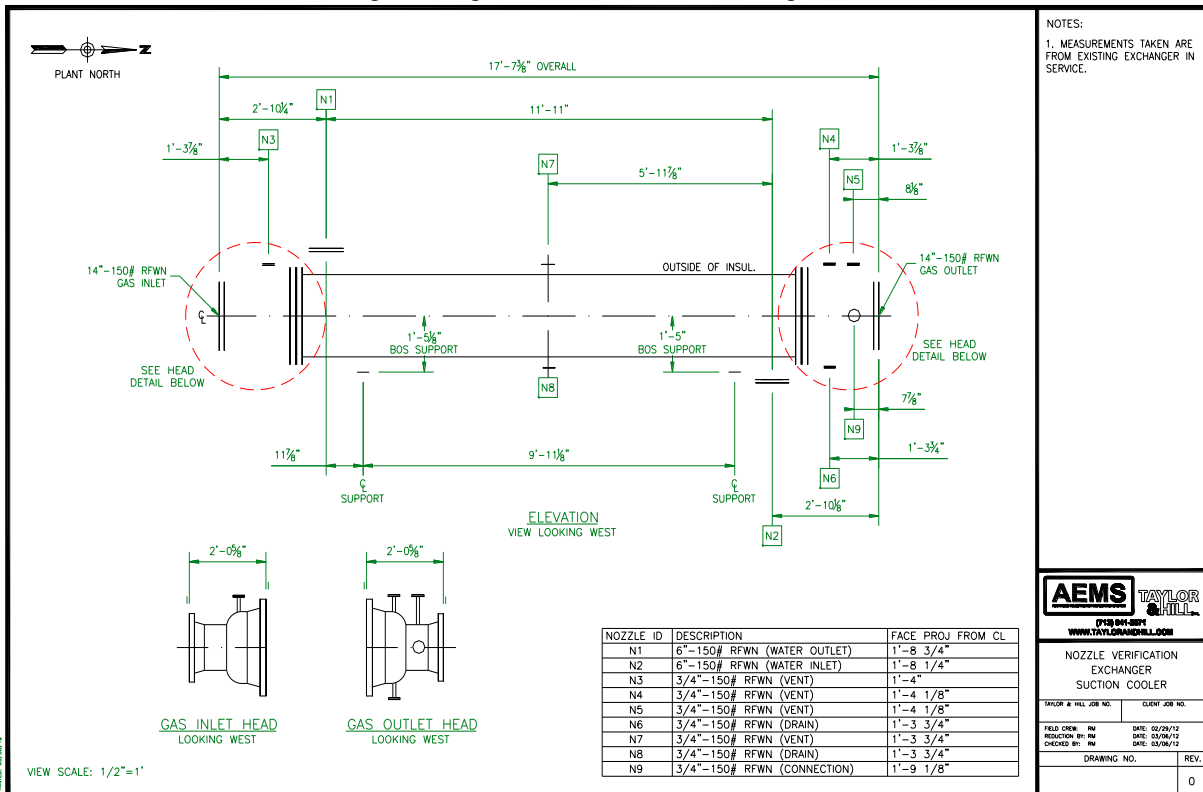 NOTES:
1. MEASUREMENTS TAKEN ARE
FROM EXISTING EXCHANGER IN
SERVICE.
N
PLANT NORTH
17'-7⅜" OVERALL
2'-10¼"
N1
11'-11"
1'-3⅞"
N3
N7
5'-11⅞"
N4
1'-3⅞"
N5
8⅛"
14"-150# RFWN
GAS INLET
OUTSIDE OF INSUL.
14"-150# RFWN
GAS OUTLET
℄
1'-5⅛"
BOS SUPPORT
1'-5"
BOS SUPPORT
SEE HEAD
DETAIL BELOW
SEE HEAD
DETAIL BELOW
N8
7⅞"
N9
11⅞"
9'-11⅛"
1'-3¾"
N6
℄
SUPPORT
℄
SUPPORT
2'-10⅛"
N2
ELEVATION
VIEW LOOKING WEST
2'-0⅝"
2'-0⅝"
GAS INLET HEAD
LOOKING WEST
GAS OUTLET HEAD
LOOKING WEST
VIEW SCALE: 1/2"=1'
NOZZLE ID DESCRIPTION FACE PROJ FROM CL
N1 6"-150# RFWN (WATER OUTLET) 1'-8 3/4"
N2 6"-150# RFWN (WATER INLET) 1'-8 1/4"
N3 3/4"-150# RFWN (VENT) 1'-4"
N4 3/4"-150# RFWN (VENT) 1'-4 1/8"
N5 3/4"-150# RFWN (VENT) 1'-4 1/8"
N6 3/4"-150# RFWN (DRAIN) 1'-3 3/4"
N7 3/4"-150# RFWN (VENT) 1'-3 3/4"
N8 3/4"-150# RFWN (DRAIN) 1'-3 3/4"
N9 3/4"-150# RFWN (CONNECTION) 1'-9 1/8"
AEMS TAYLOR
& HILL
(713) 941-2671
WWW.TAYLORANDHILL.COM
NOZZLE VERIFICATION
EXCHANGER
SUCTION COOLER
TAYLOR & HILL JOB NO. CLIENT JOB NO.
FIELD CREW: RM DATE: 02/29/12
REDUCTION BY: RM DATE: 03/06/12
CHECKED BY: RM DATE: 03/06/12
DRAWING NO. REV.
0